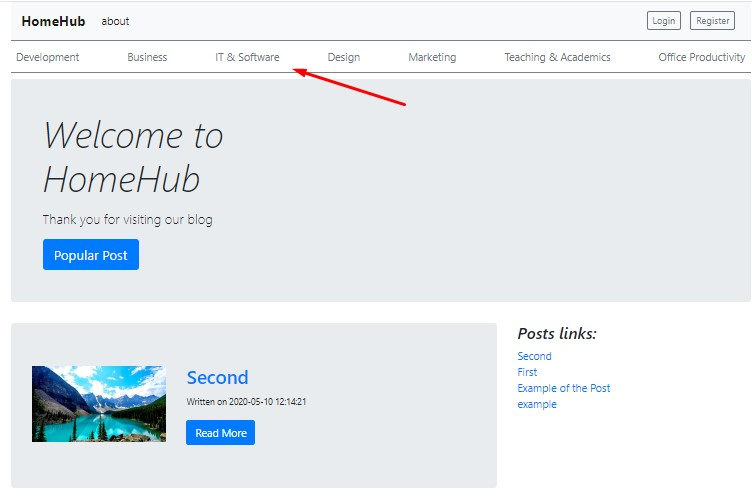 HomeHub about Login Register
Development Business IT & Software Design Marketing Teaching & Academics Office Productivity
Welcome to
HomeHub
Thank you for visiting our blog
Popular Post
Second
Written on 2020-05-10 12:14:21
Read More
Posts links:
Second
First
Example of the Post
example